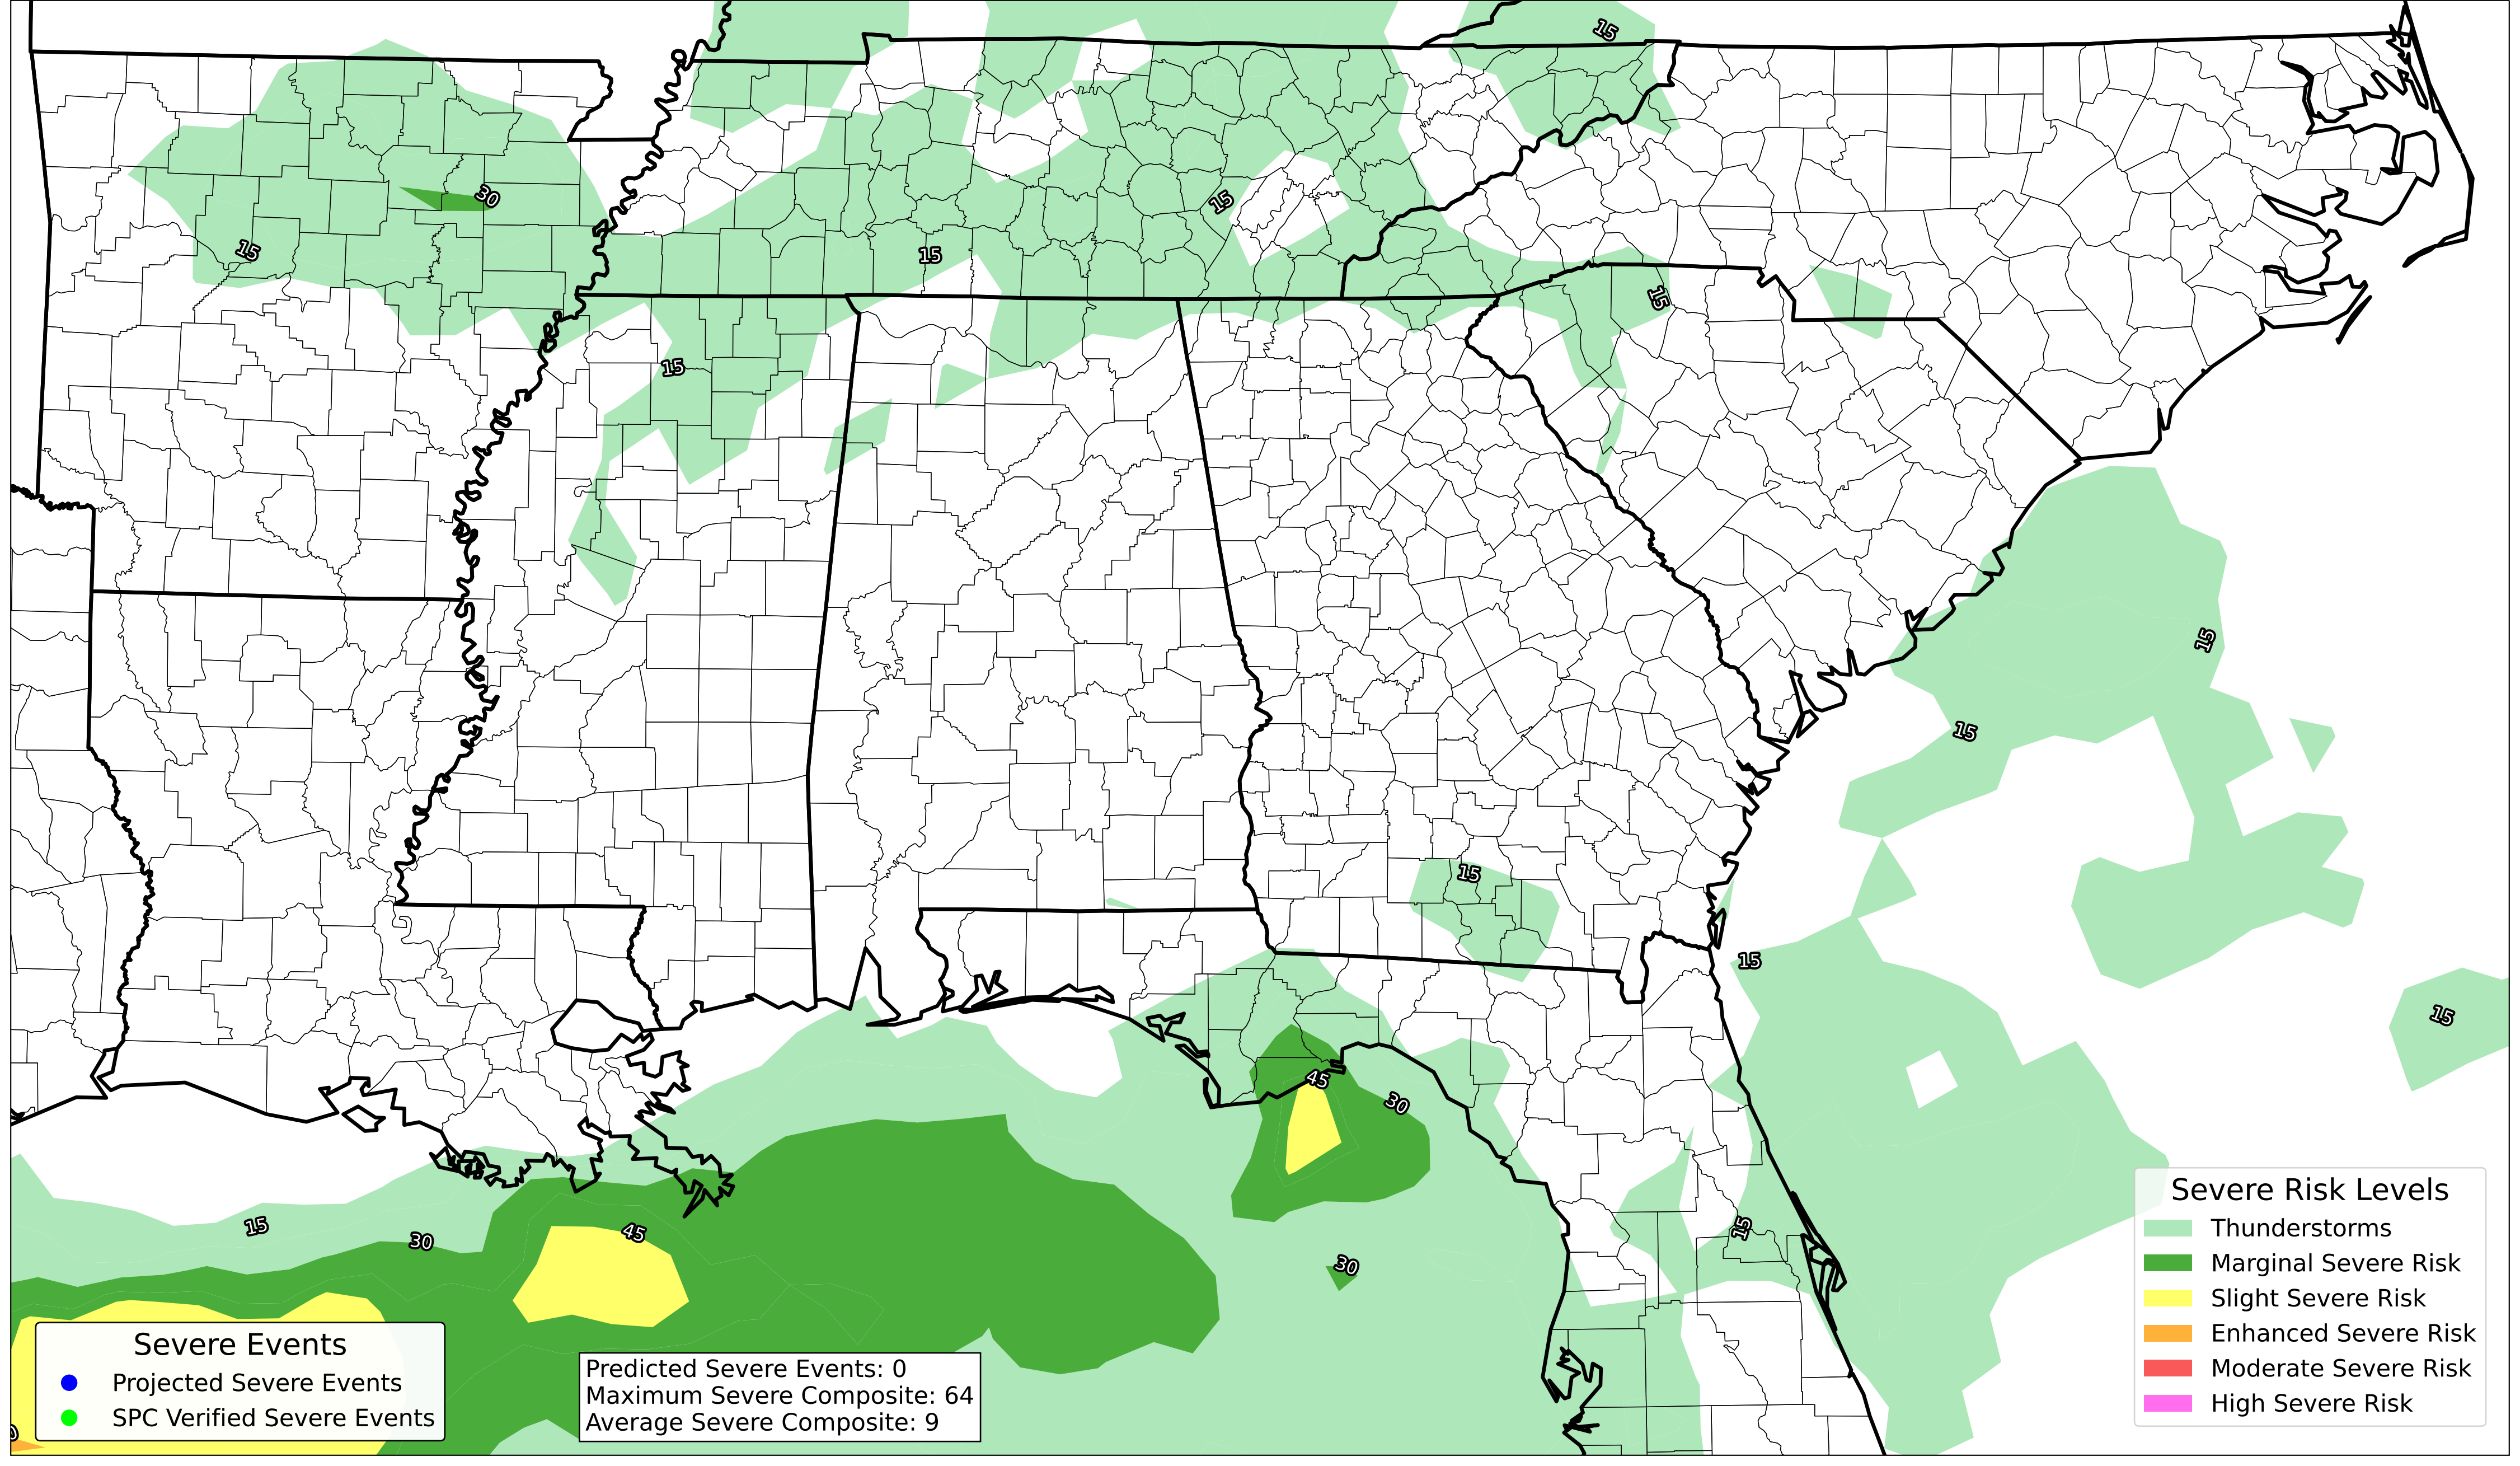 15
30
15
15
15
15
15
15
15
15
15
45
30
15
15
30
45
30
15
Severe Events
Projected Severe Events
SPC Verified Severe Events
Predicted Severe Events: 0
Maximum Severe Composite: 64
Average Severe Composite: 9
Severe Risk Levels
Thunderstorms
Marginal Severe Risk
Slight Severe Risk
Enhanced Severe Risk
Moderate Severe Risk
High Severe Risk